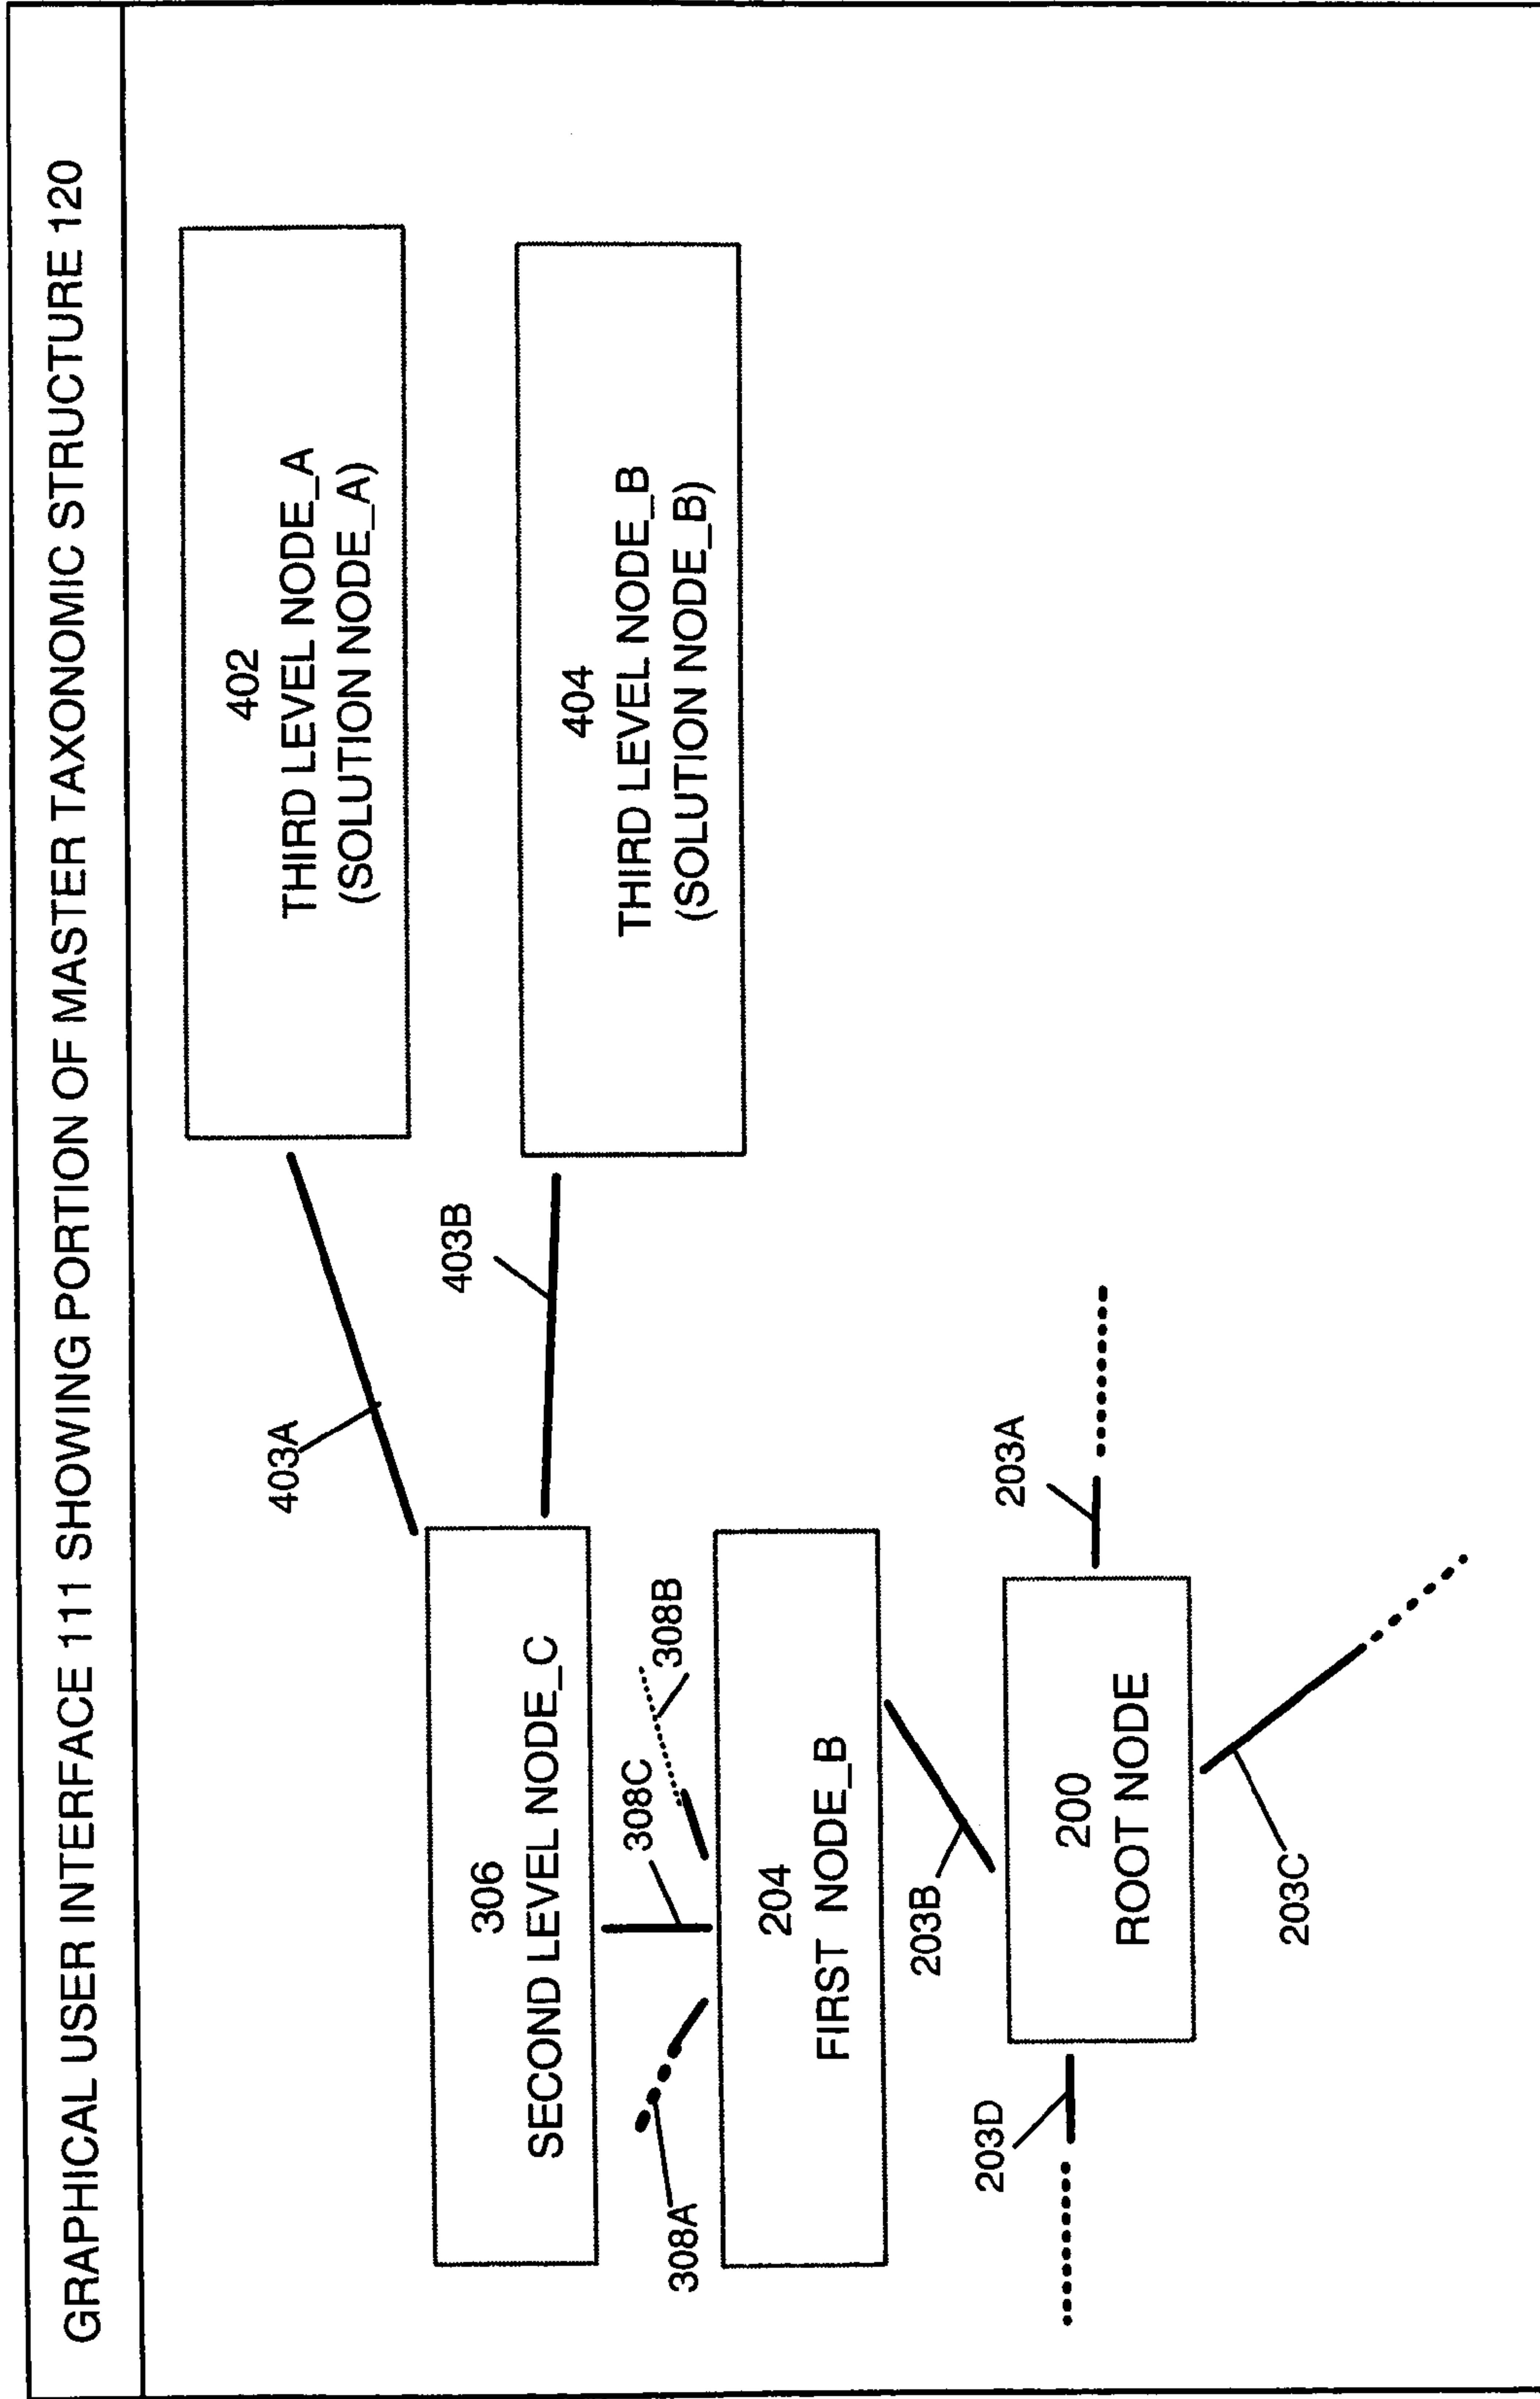 GRAPHICAL USER INTERFACE 111 SHOWING PORTION OF MASTER TAXONOMIC STRUCTURE 120
402
THIRD LEVEL NODE_A
(SOLUTION NODE_A)
403A
403B
404
THIRD LEVEL NODE_B
(SOLUTION NODE_B)
306
SECOND LEVEL NODE_C
308A
308C
308B
204
FIRST NODE_B
203B
203D
203A
200
ROOT NODE
203C